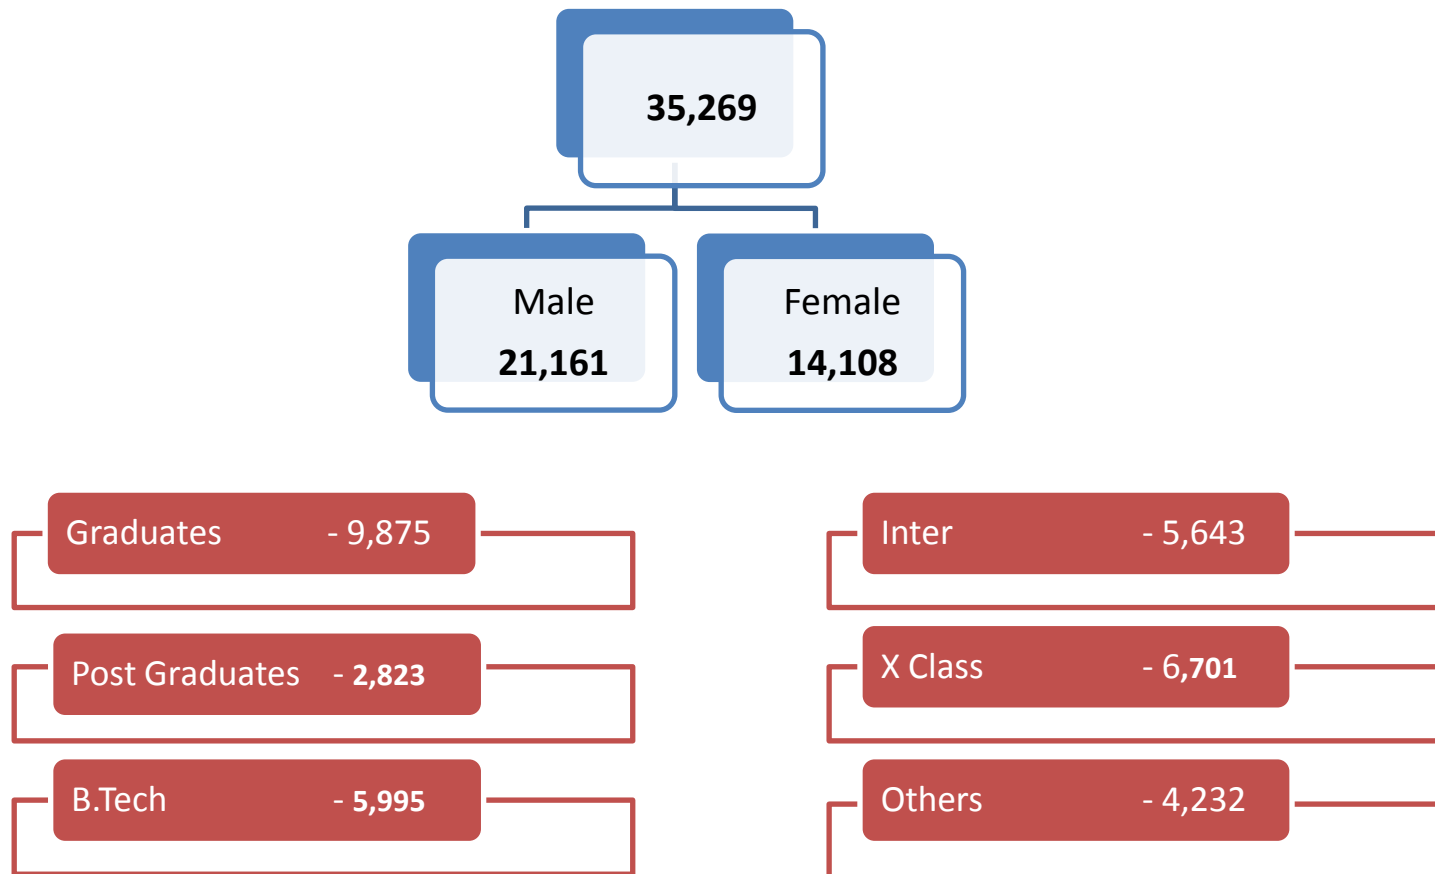 35,269
Male
21,161
Female
14,108
Graduates - 9,875
Post Graduates - 2,823
B.Tech - 5,995
Inter - 5,643
X Class - 6,701
Others - 4,232